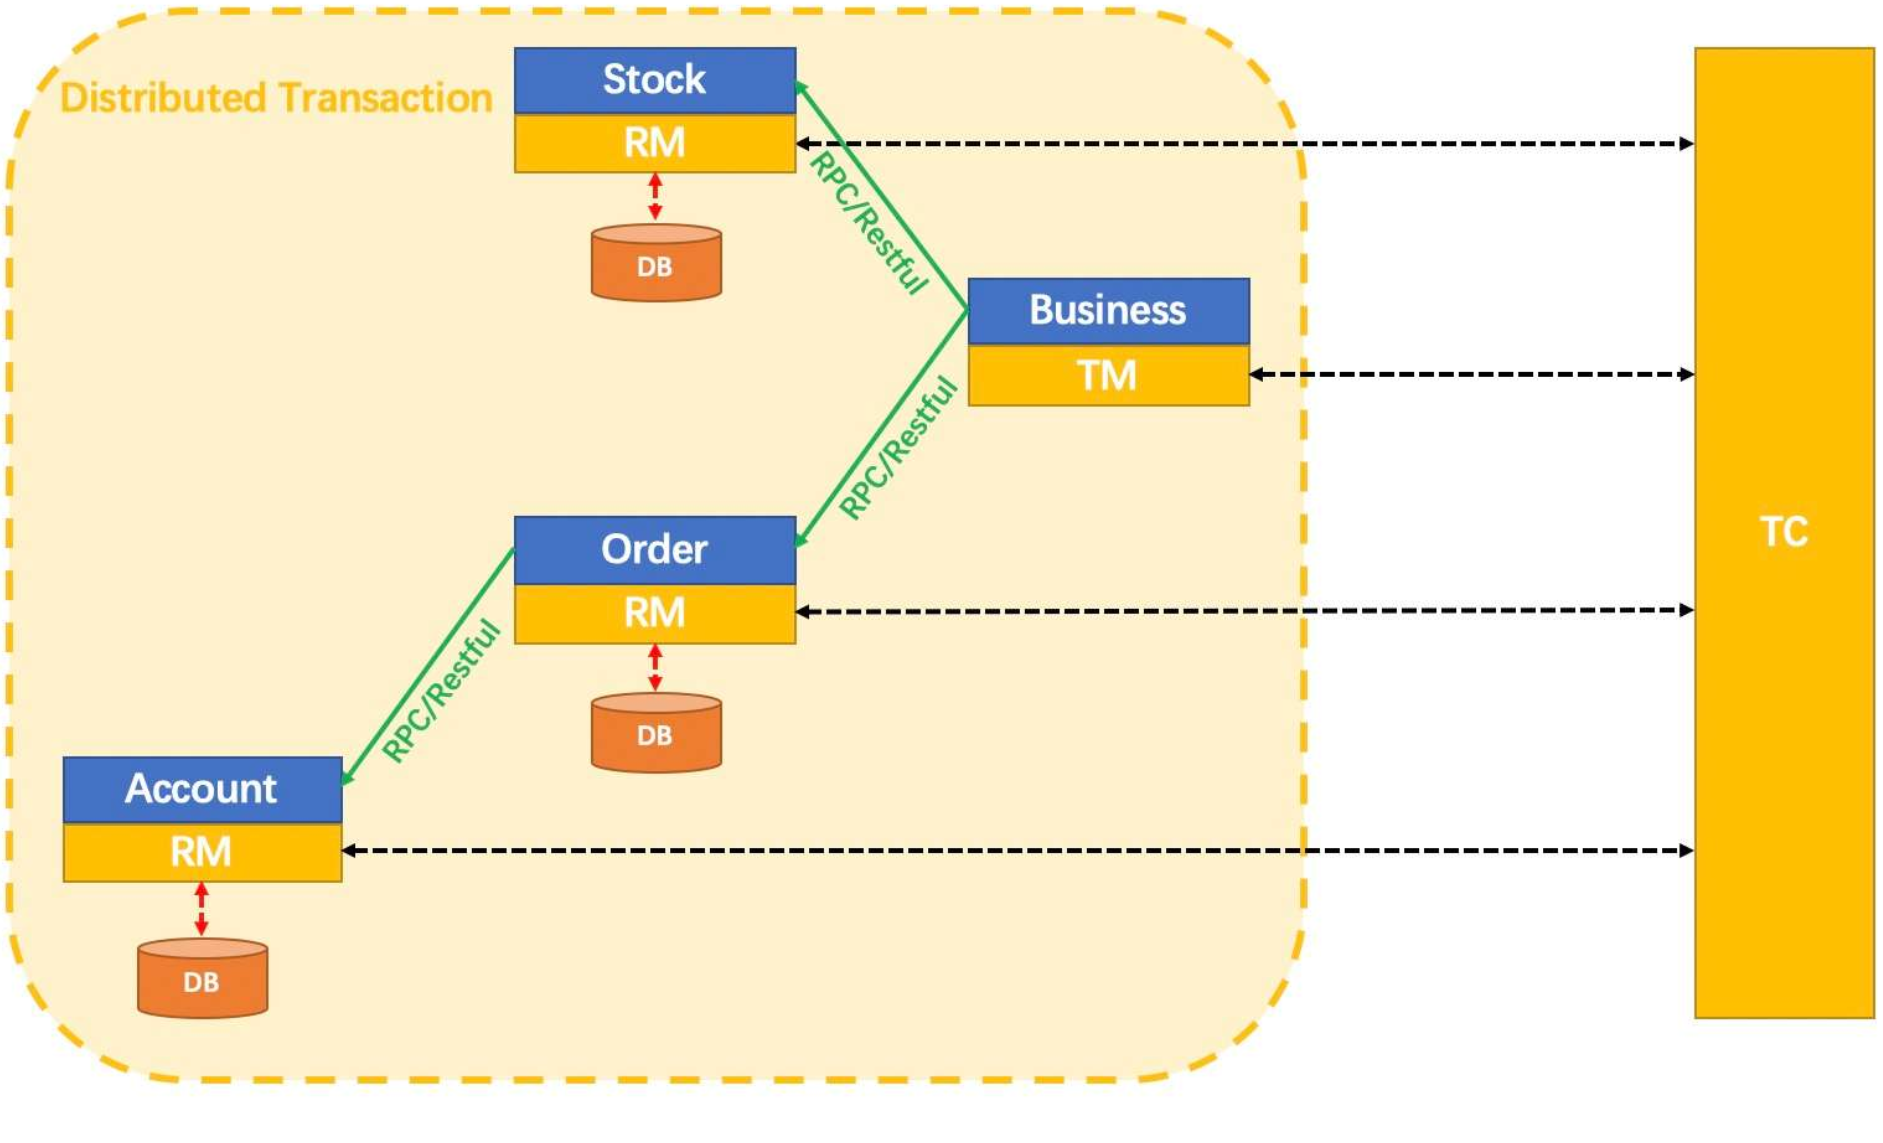 Distributed Transaction
Stock
RM
DB
RPC/Restful
Business
TM
RPC/Restful
TC
Order
RM
DB
RPC/Restful
Account
RM
DB